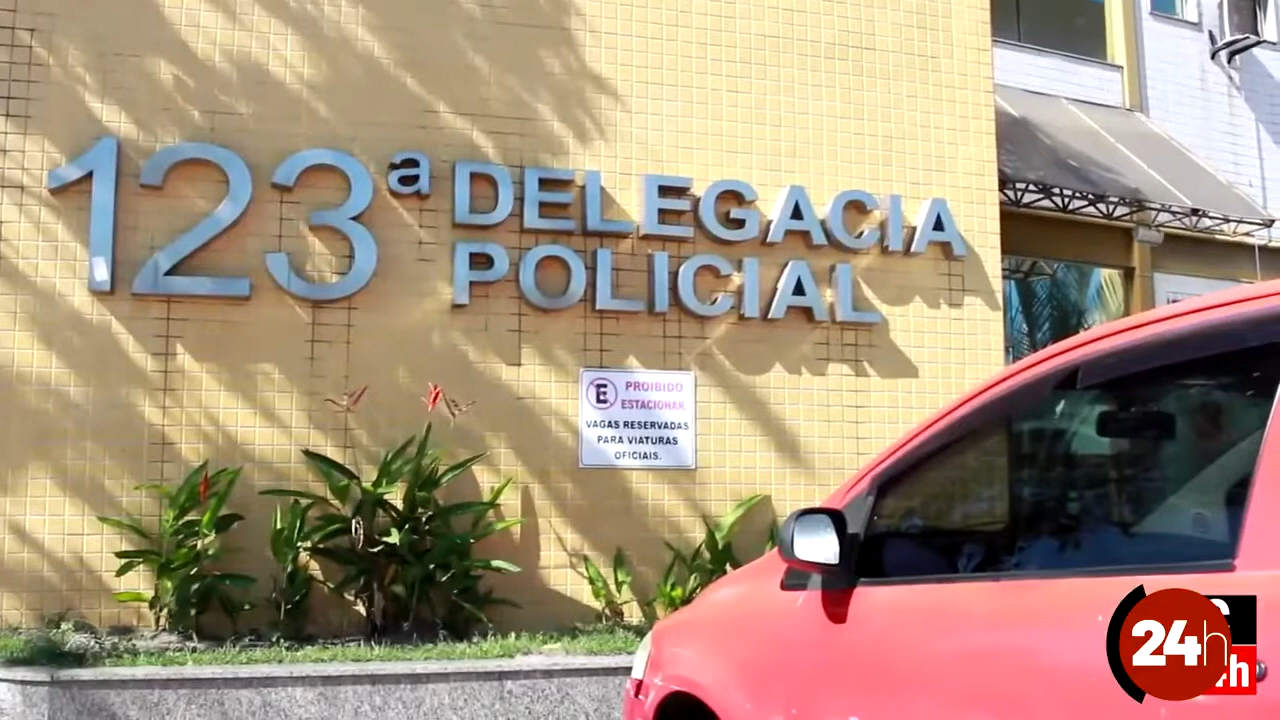 123ª DELEGACIA
POLICIAL
E PROIBIDO
ESTACIONAR
VAGAS RESERVADAS
PARA VIATURAS
OFICIAIS.
24h